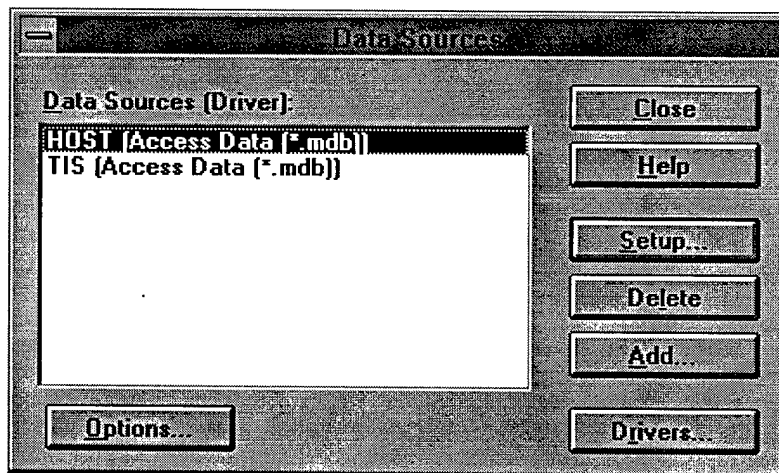 Data Sources
Data Sources (Driver):
HOST (Access Data (*.mdb))
TIS (Access Data (*.mdb))
Close
Help
Setup...
Delete
Add...
Options...
Drivers...